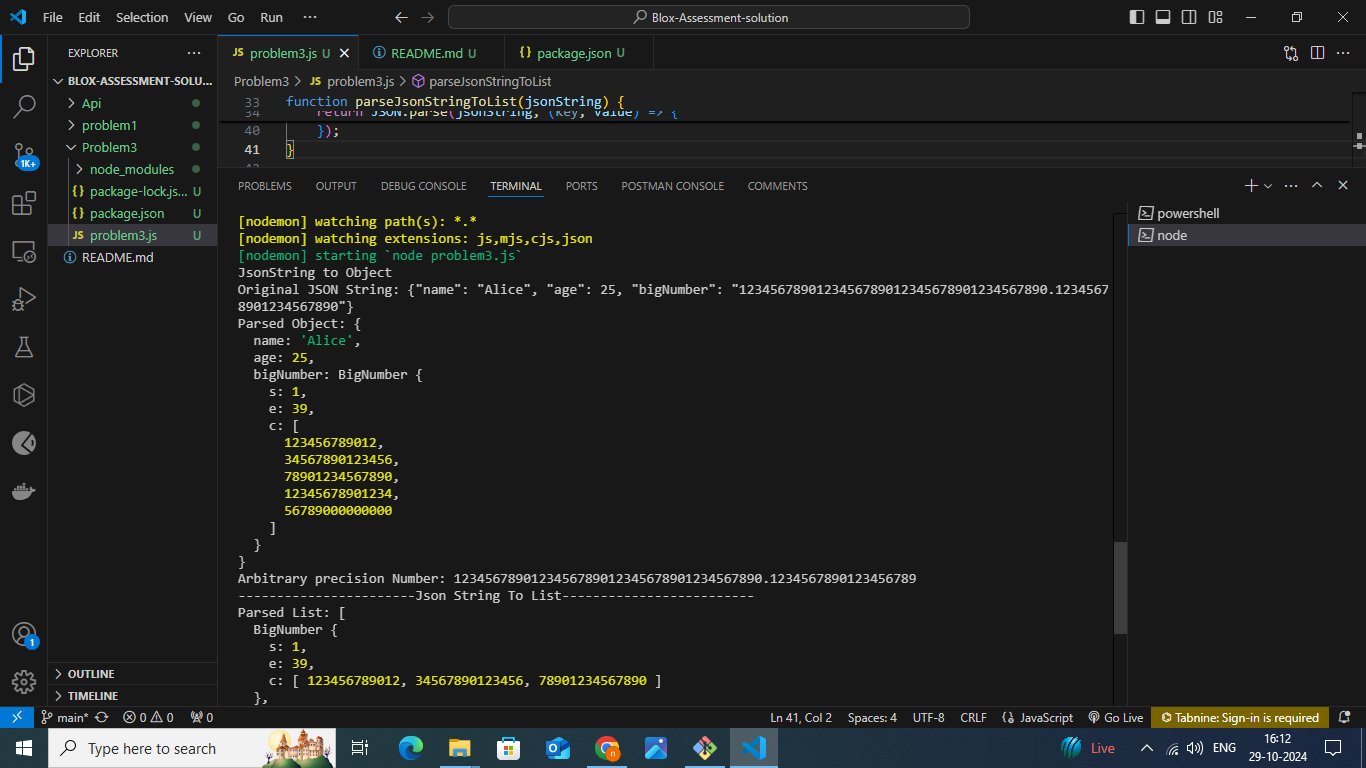 File Edit Selection View Go Run ··· Blox-Assessment-solution
EXPLORER ···
BLOX-ASSESSMENT-SOLU...
Api
problem1
Problem3
node_modules
{} package-lock.js... U
{} package.json U
JS problem3.js U
README.md
OUTLINE
TIMELINE
1K+
1
JS problem3.js U
README.md U
{} package.json U
Problem3 > JS problem3.js > parseJsonStringToList
33 function parseJsonStringToList(jsonString) {
34 return JSON.parse(jsonString, (key, value) => {
40 });
41 }
PROBLEMS OUTPUT DEBUG CONSOLE TERMINAL PORTS POSTMAN CONSOLE COMMENTS
powershell
node
[nodemon] watching path(s): *.*
[nodemon] watching extensions: js,mjs,cjs,json
[nodemon] starting `node problem3.js`
JsonString to Object
Original JSON String: {"name": "Alice", "age": 25, "bigNumber": "1234567890123456789012345678901234567890.1234567
8901234567890"}
Parsed Object: {
name: 'Alice',
age: 25,
bigNumber: BigNumber {
s: 1,
e: 39,
c: [
123456789012,
34567890123456,
78901234567890,
12345678901234,
56789000000000
]
}
}
Arbitrary precision Number: 1234567890123456789012345678901234567890.1234567890123456789
-----------------------Json String To List-------------------------
Parsed List: [
BigNumber {
s: 1,
e: 39,
c: [ 123456789012, 34567890123456, 78901234567890 ]
},
main* 0 0 0 Ln 41, Col 2 Spaces: 4 UTF-8 CRLF {} JavaScript Go Live Tabnine: Sign-in is required
Type here to search Live ENG 16:12
29-10-2024